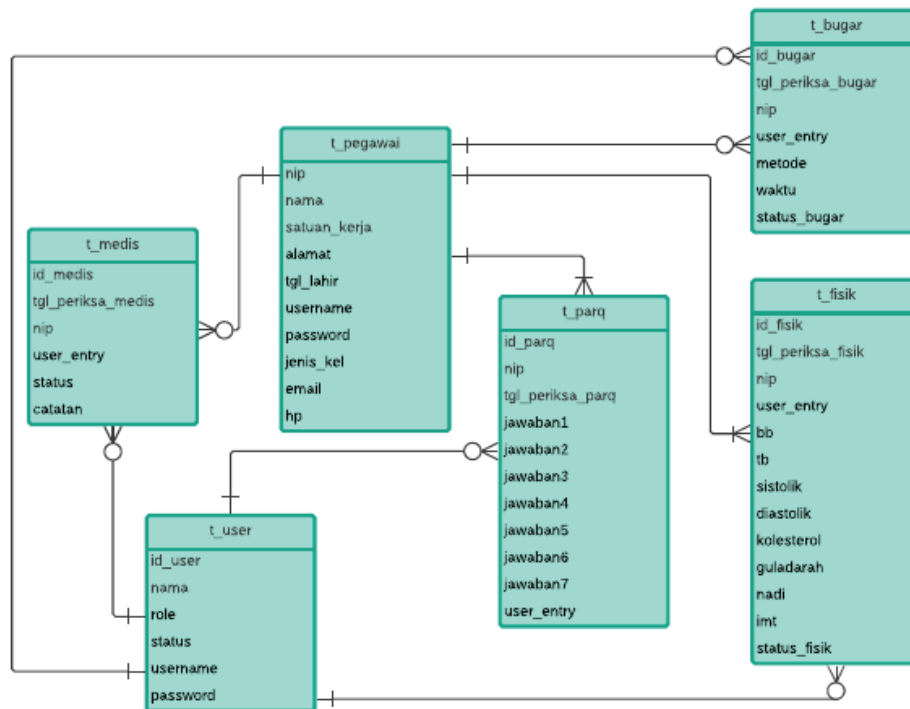 t_bugar
id_bugar
tgl_periksa_bugar
nip
user_entry
metode
waktu
status_bugar
t_pegawai
nip
nama
satuan_kerja
alamat
tgl_lahir
username
password
jenis_kel
email
hp
t_medis
id_medis
tgl_periksa_medis
nip
user_entry
status
catatan
t_parq
id_parq
nip
tgl_periksa_parq
jawaban1
jawaban2
jawaban3
jawaban4
jawaban5
jawaban6
jawaban7
user_entry
t_fisik
id_fisik
tgl_periksa_fisik
nip
user_entry
bb
tb
sistolik
diastolik
kolesterol
guladarah
nadi
imt
status_fisik
t_user
id_user
nama
role
status
username
password